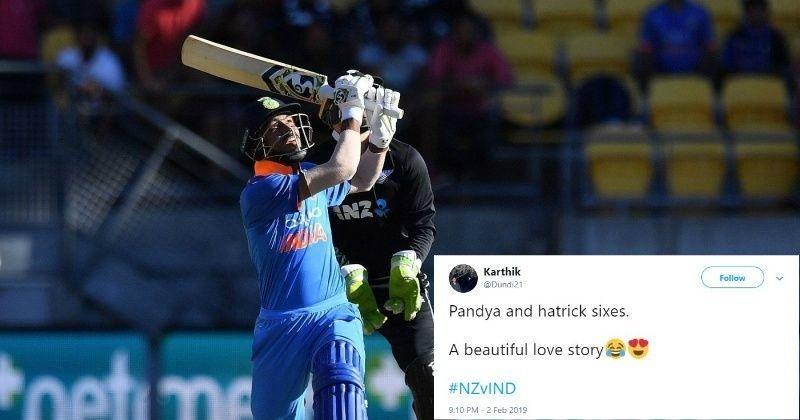 OPPO
INDIA
ANZ
Karthik
@Dundi21
Follow
Pandya and hatrick sixes.
A beautiful love story😂😍
#NZvIND
9:10 PM - 2 Feb 2019